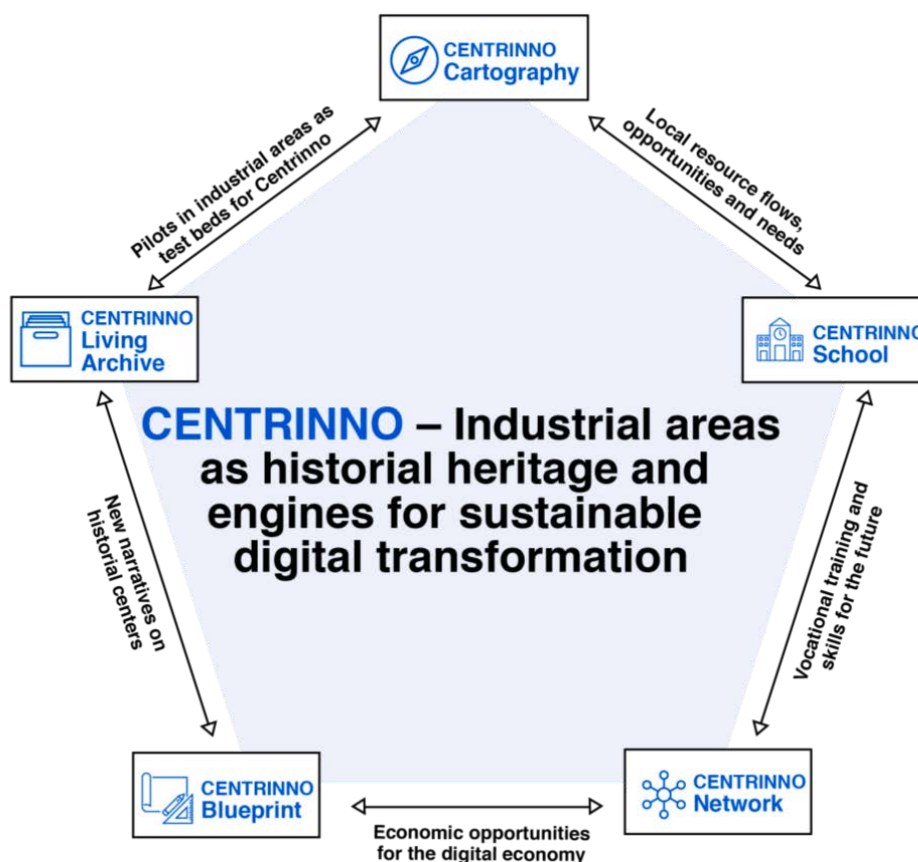 CENTRINNO
Cartography
Pilots in industrial areas as
test beds for Centrinno
Local resource flows,
opportunities and needs
CENTRINNO
Living
Archive
CENTRINNO
School
CENTRINNO – Industrial areas
as historial heritage and
engines for sustainable
digital transformation
New narratives on
historial centers
Vocational training and
skills for the future
CENTRINNO
Blueprint
CENTRINNO
Network
Economic opportunities
for the digital economy